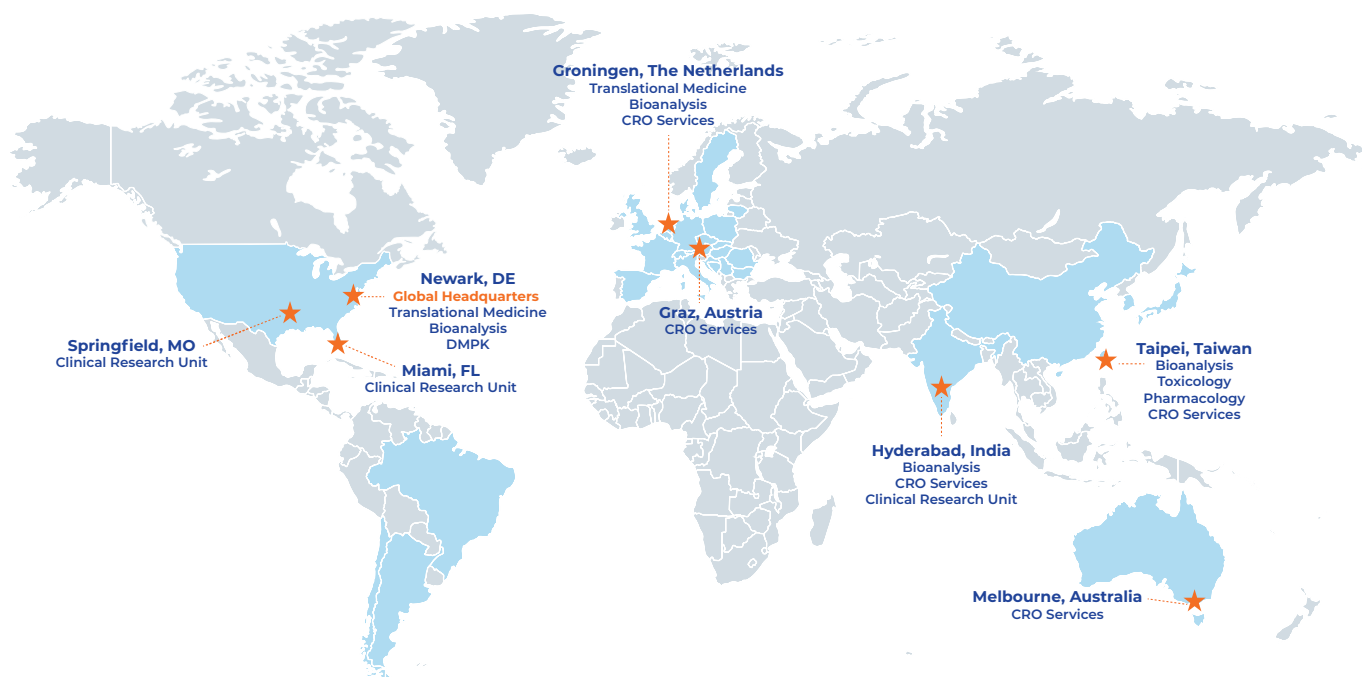 Groningen, The Netherlands
Translational Medicine
Bioanalysis
CRO Services
Newark, DE
Global Headquarters
Translational Medicine
Bioanalysis
DMPK
Springfield, MO
Clinical Research Unit
Miami, FL
Clinical Research Unit
Graz, Austria
CRO Services
Taipei, Taiwan
Bioanalysis
Toxicology
Pharmacology
CRO Services
Hyderabad, India
Bioanalysis
CRO Services
Clinical Research Unit
Melbourne, Australia
CRO Services